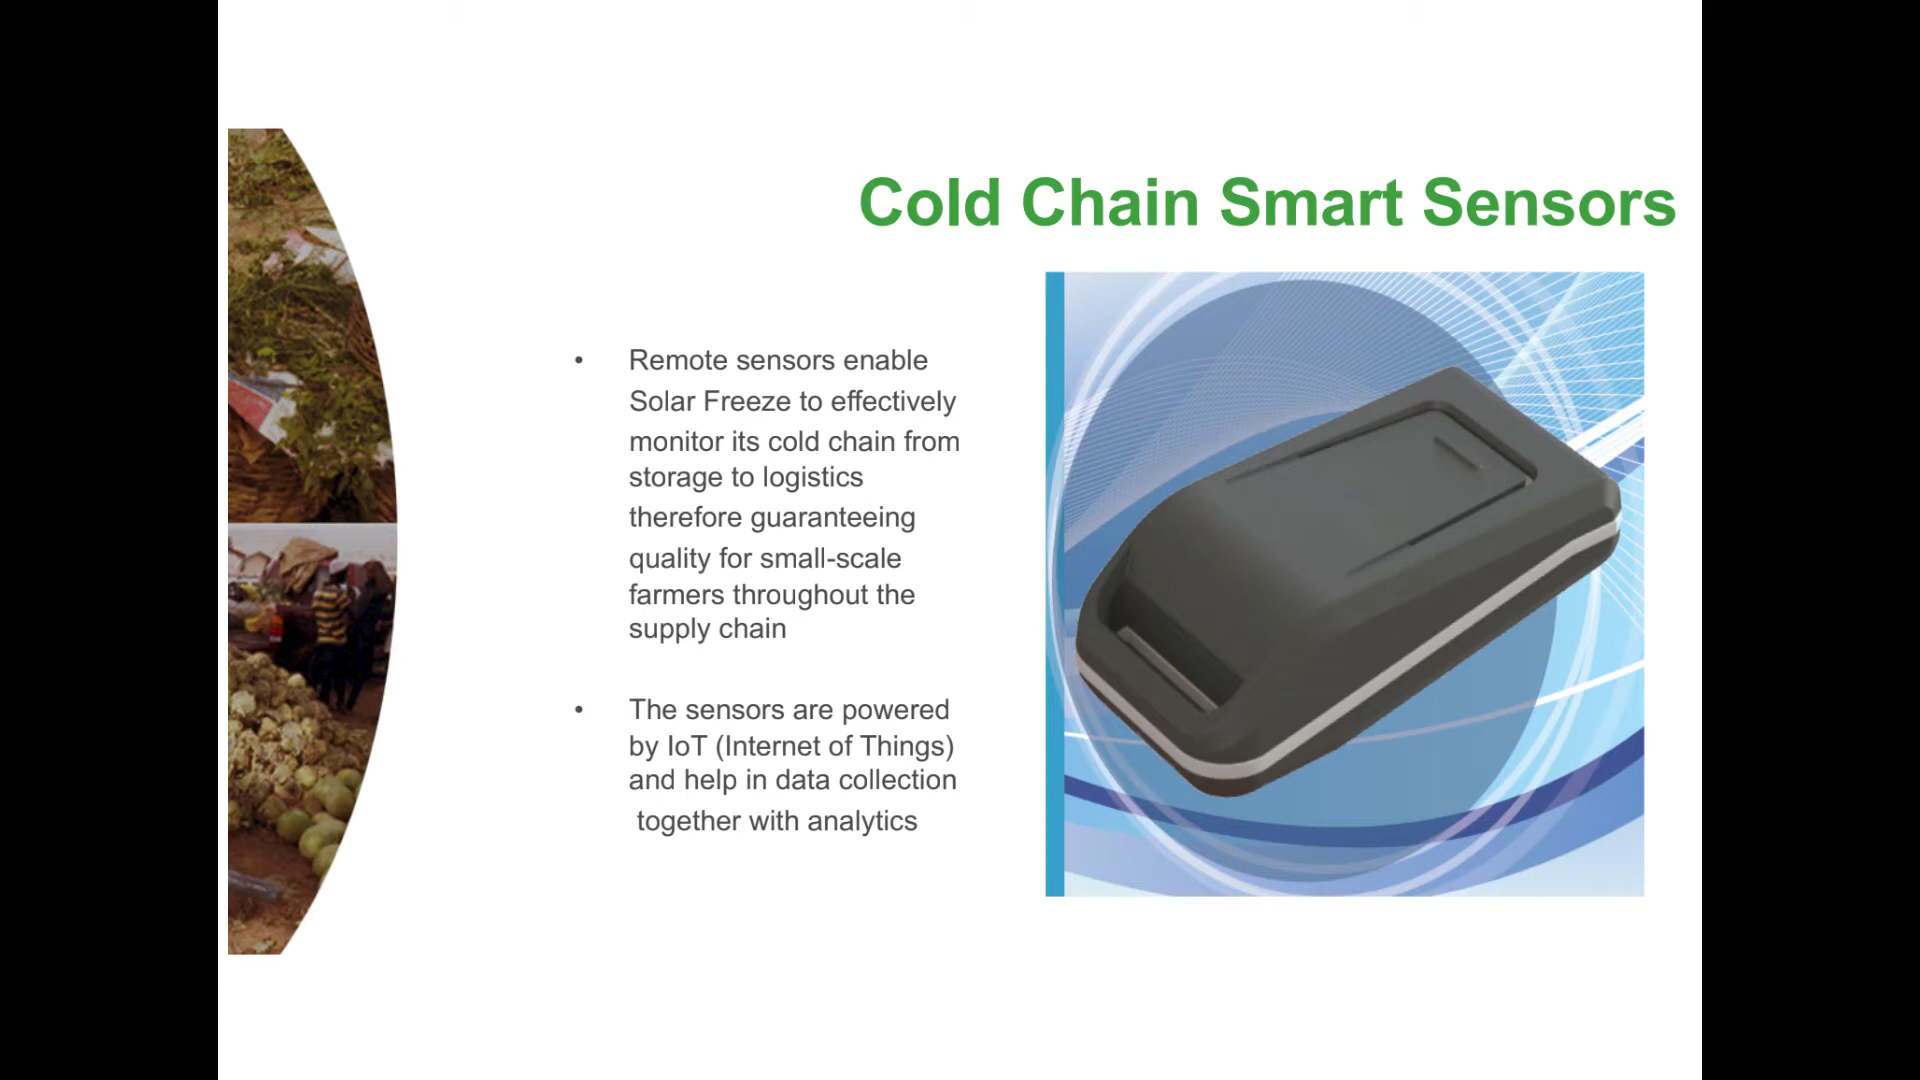 Cold Chain Smart Sensors
• Remote sensors enable
Solar Freeze to effectively
monitor its cold chain from
storage to logistics
therefore guaranteeing
quality for small-scale
farmers throughout the
supply chain
• The sensors are powered
by IoT (Internet of Things)
and help in data collection
together with analytics